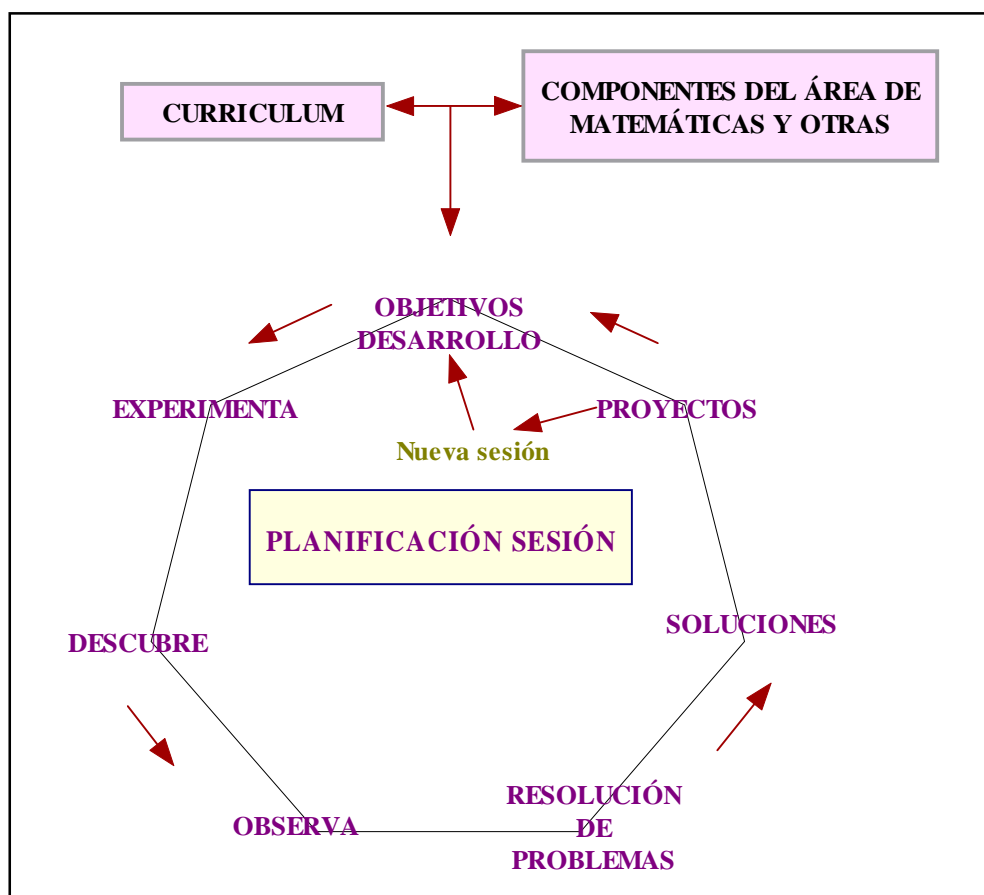 CURRICULUM
COMPONENTES DEL ÁREA DE
MATEMÁTICAS Y OTRAS
OBJETIVOS
DESARROLLO
EXPERIMENTA
PROYECTOS
Nueva sesión
PLANIFICACIÓN SESIÓN
DESCUBRE
SOLUCIONES
OBSERVA
RESOLUCIÓN
DE
PROBLEMAS